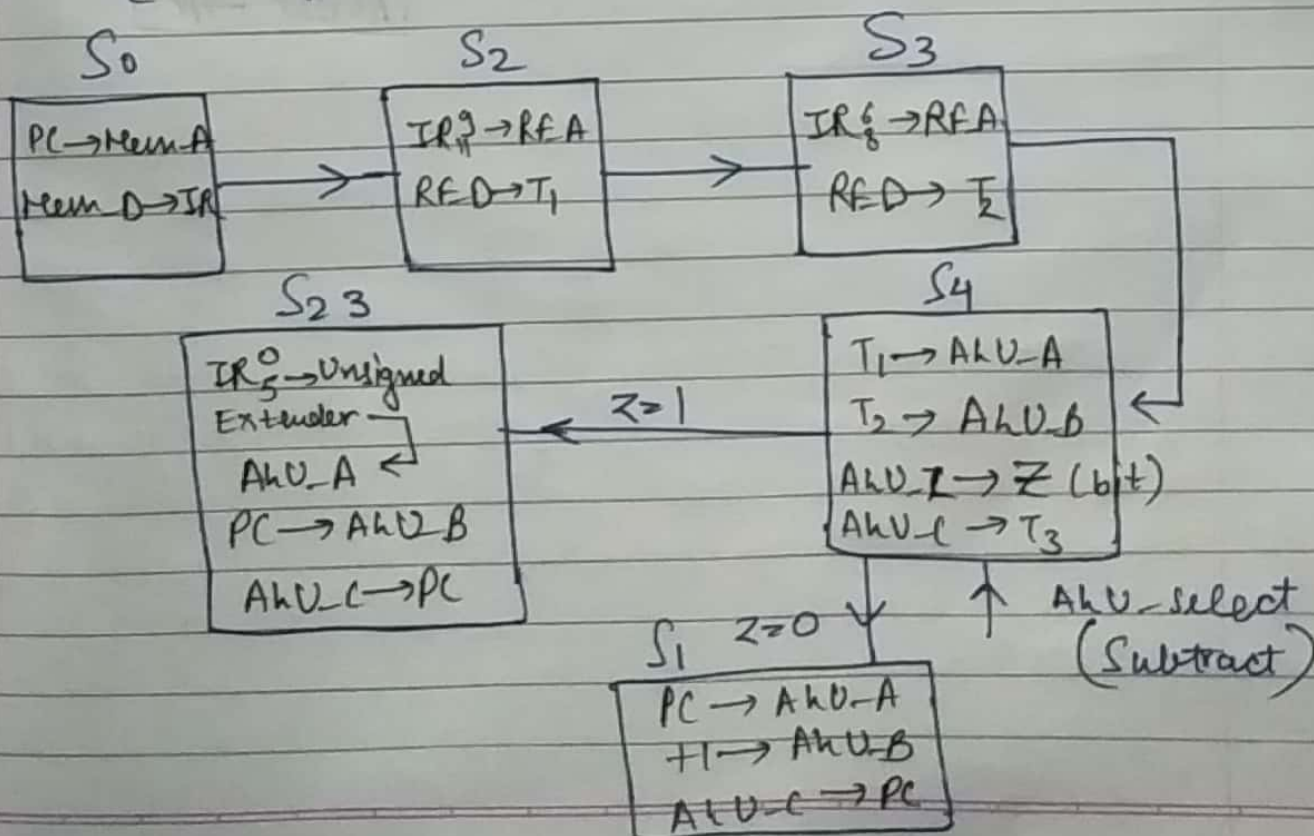 S0
PC → Mem_A
Mem_D → IR
S2
IR 9 11 → RF_A
RF_D → T1
S3
IR 6 8 → RF_A
RF_D → T2
S4
T1 → ALU_A
T2 → ALU_B
ALU_Z → Z (bit)
ALU_C → T3
ALU_select
(Subtract)
Z=1
S23
IR 0 5 → Unsigned
Extender
ALU_A
PC → ALU_B
ALU_C → PC
Z=0
S1
PC → ALU_A
+1 → ALU_B
ALU_C → PC